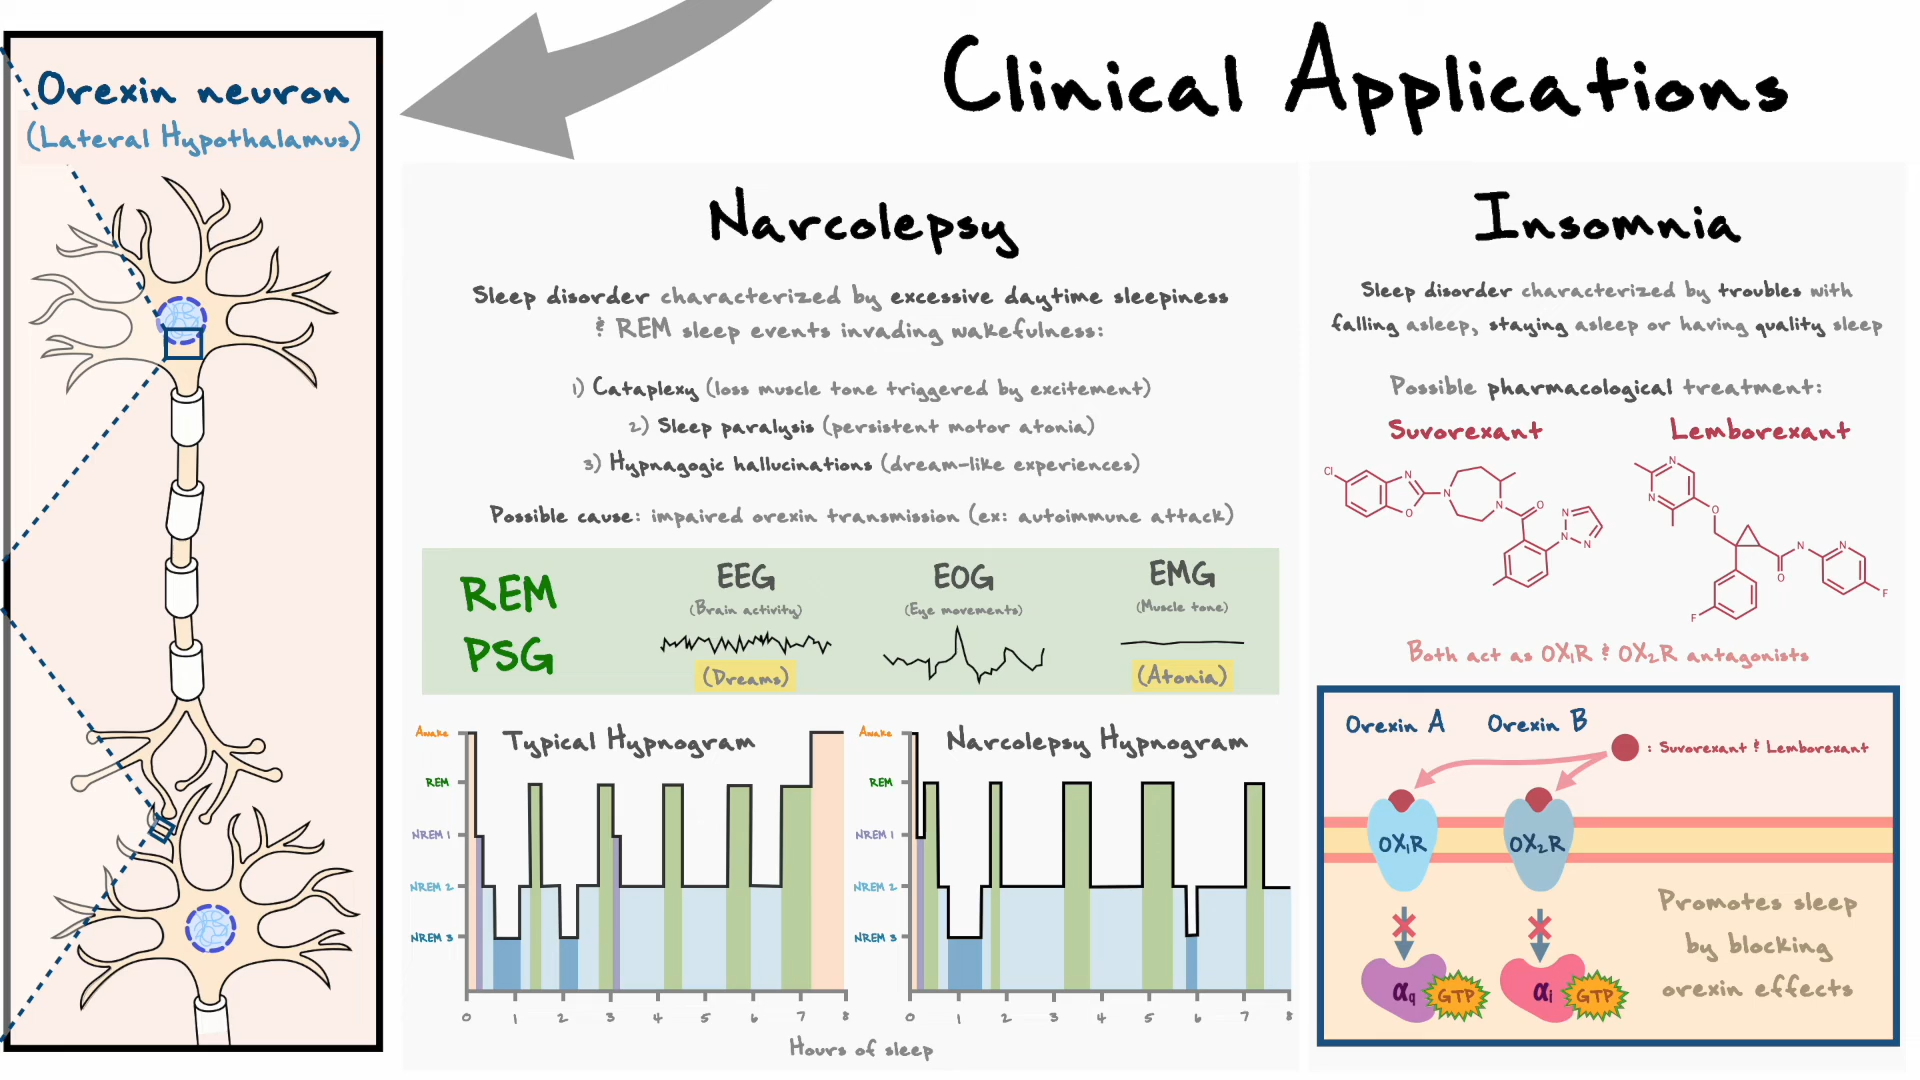 Clinical Applications
Orexin neuron
(Lateral Hypothalamus)
Narcolepsy
Sleep disorder characterized by excessive daytime sleepiness
& REM sleep events invading wakefulness:
1) Cataplexy (loss muscle tone triggered by excitement)
2) Sleep paralysis (persistent motor atonia)
3) Hypnagogic hallucinations (dream-like experiences)
Possible cause: impaired orexin transmission (ex: autoimmune attack)
REM
PSG
EEG
(Brain activity)
(Dreams)
EOG
(Eye movements)
EMG
(Muscle tone)
(Atonia)
Typical Hypnogram
Awake
REM
NREM 1
NREM 2
NREM 3
0 1 2 3 4 5 6 7 8
Narcolepsy Hypnogram
Awake
REM
NREM 1
NREM 2
NREM 3
0 1 2 3 4 5 6 7 8
Hours of sleep
Insomnia
Sleep disorder characterized by troubles with
falling asleep, staying asleep or having quality sleep
Possible pharmacological treatment:
Suvorexant
Lemborexant
Cl
N
O
N
N
O
N
N
N
N
N
O
N
O
N
F
F
Both act as OX₁R & OX₂R antagonists
Orexin A
Orexin B
: Suvorexant & Lemborexant
OX₁R
OX₂R
αq
GTP
αi
GTP
Promotes sleep
by blocking
orexin effects